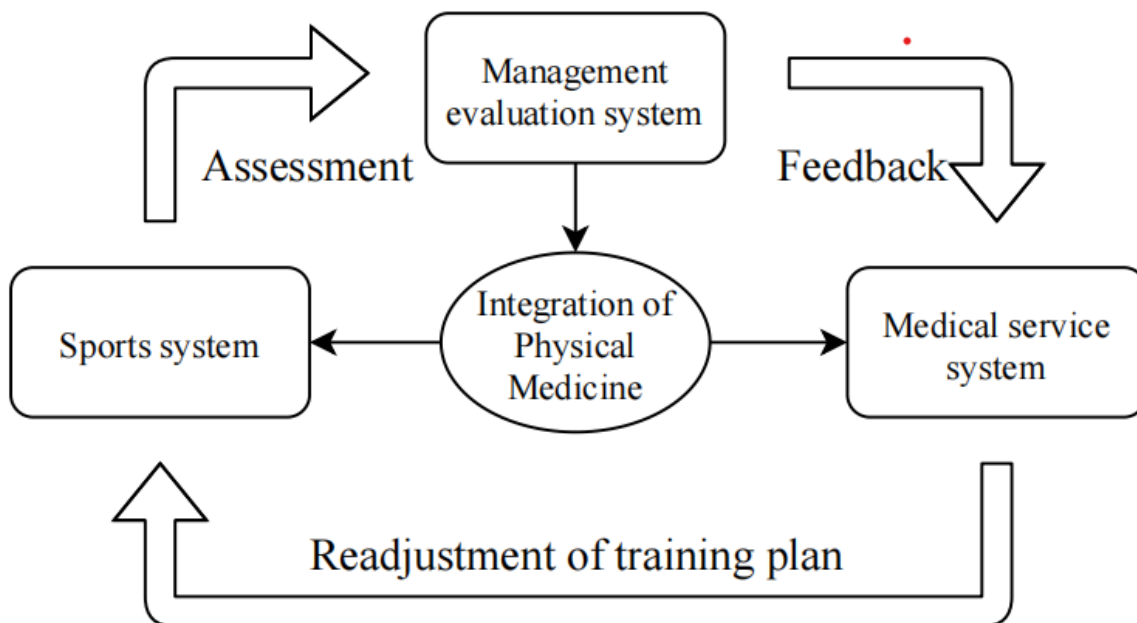 Management
evaluation system
Assessment
Feedback
Sports system
Integration of
Physical
Medicine
Medical service
system
Readjustment of training plan